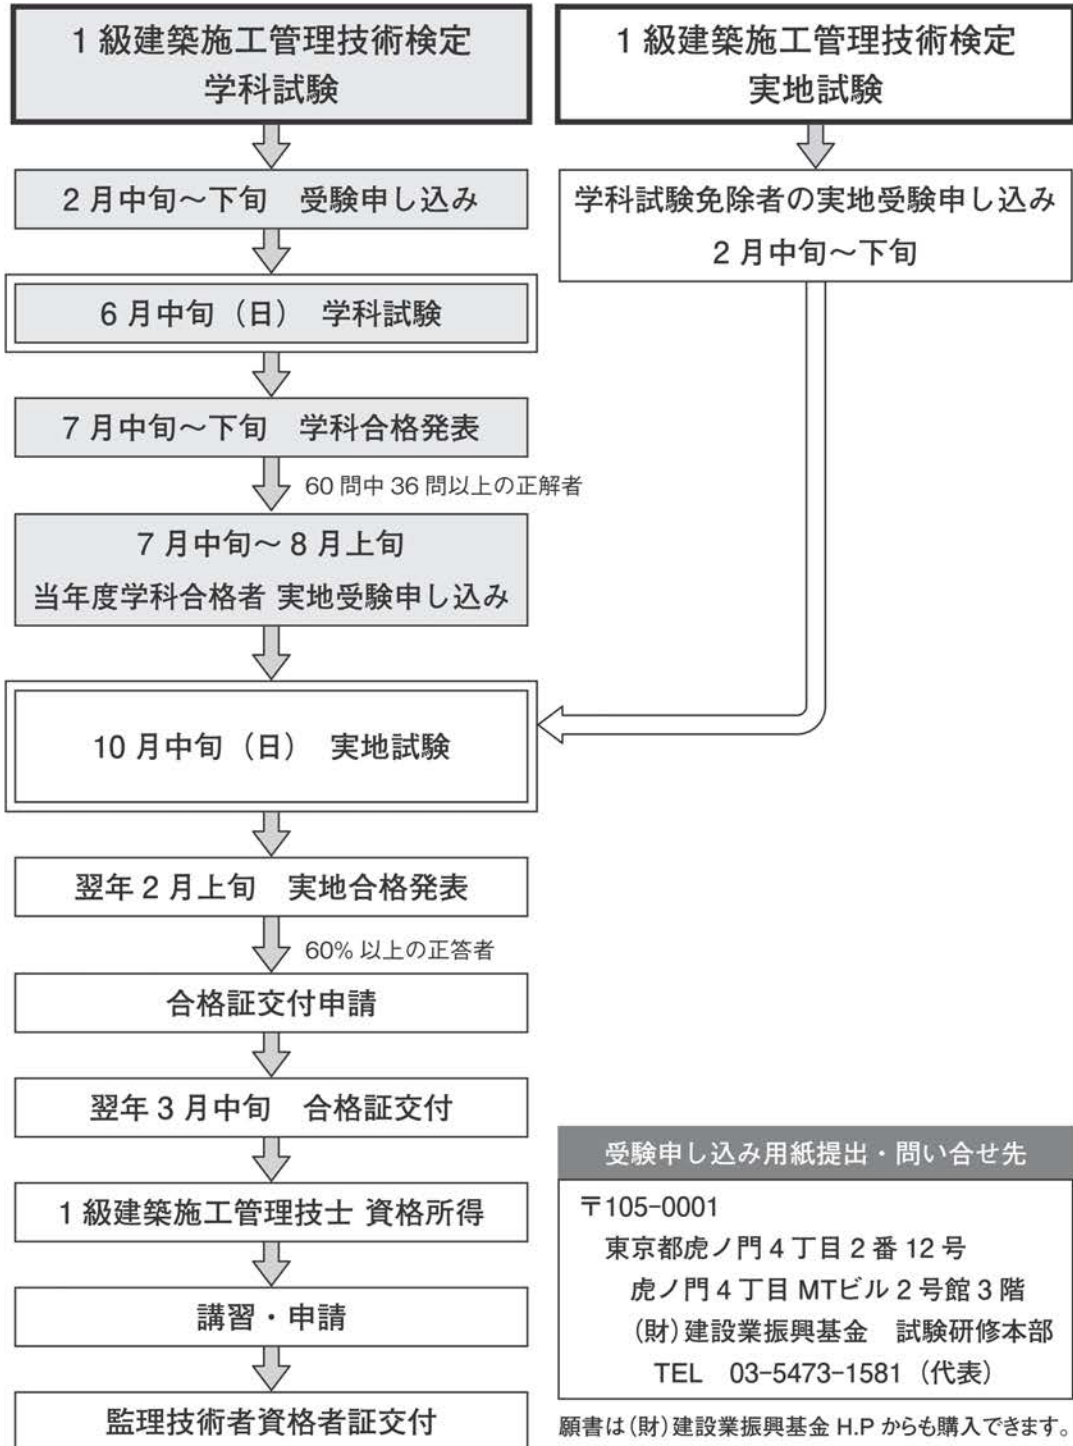 1 級建築施工管理技術検定
学科試験
2 月中旬～下旬　受験申し込み
6 月中旬（日）　学科試験
7 月中旬～下旬　学科合格発表
60 問中 36 問以上の正解者
7 月中旬～ 8 月上旬
当年度学科合格者 実地受験申し込み
10 月中旬（日）　実地試験
翌年 2 月上旬　実地合格発表
60% 以上の正答者
合格証交付申請
翌年 3 月中旬　合格証交付
1 級建築施工管理技士 資格所得
講習・申請
監理技術者資格者証交付
1 級建築施工管理技術検定
実地試験
学科試験免除者の実地受験申し込み
2 月中旬～下旬
受験申し込み用紙提出・問い合せ先
〒105-0001
東京都虎ノ門 4 丁目 2 番 12 号
虎ノ門 4 丁目 MTビル 2 号館 3 階
(財)建設業振興基金　試験研修本部
TEL　03-5473-1581（代表）
願書は(財)建設業振興基金 H.P からも購入できます。